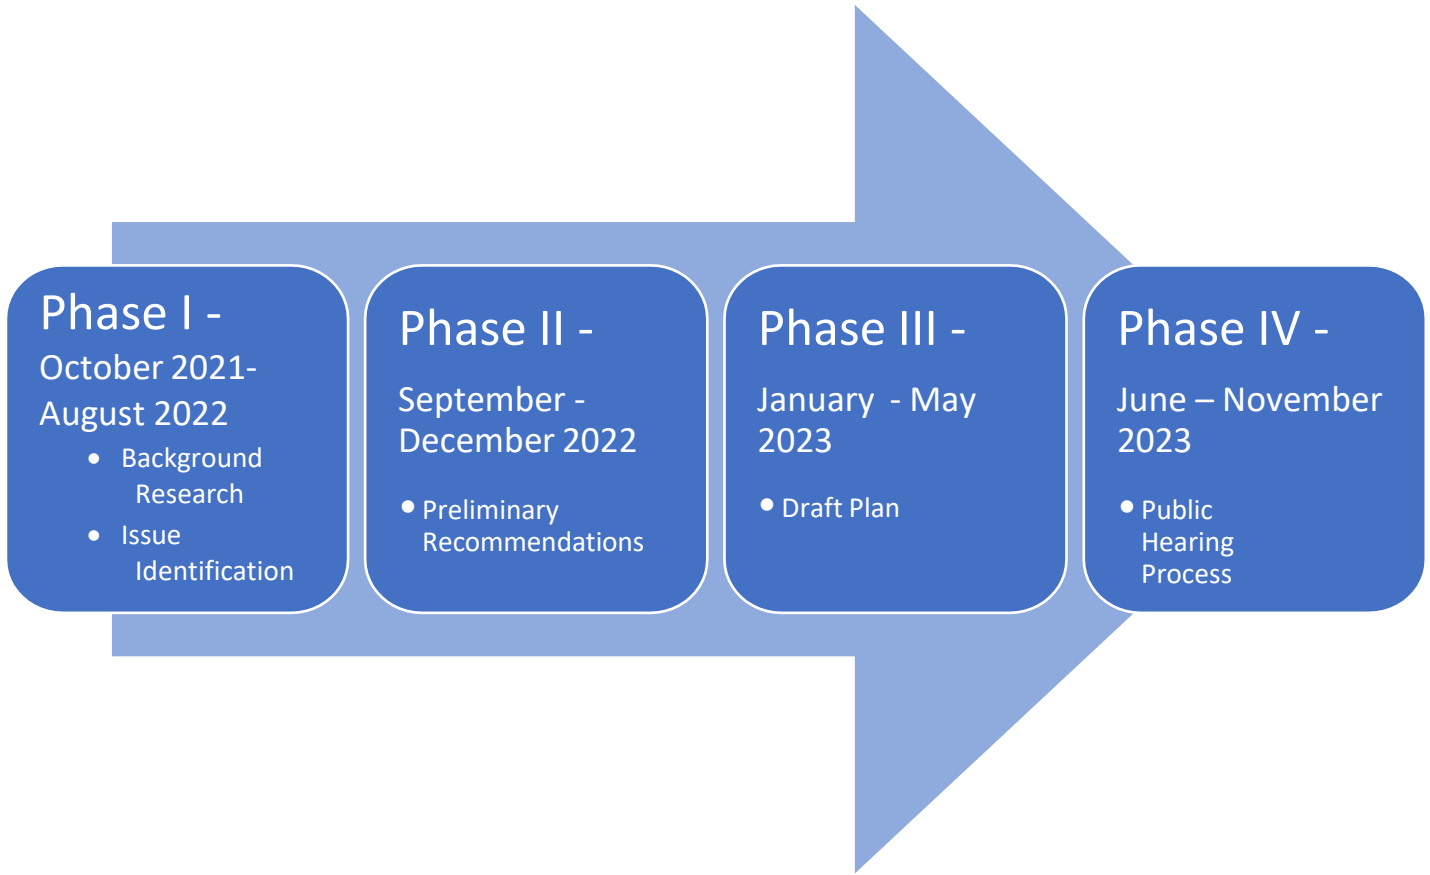 Phase I -
October 2021-
August 2022
• Background
Research
• Issue
Identification
Phase II -
September -
December 2022
• Preliminary
Recommendations
Phase III -
January - May
2023
• Draft Plan
Phase IV -
June – November
2023
• Public
Hearing
Process